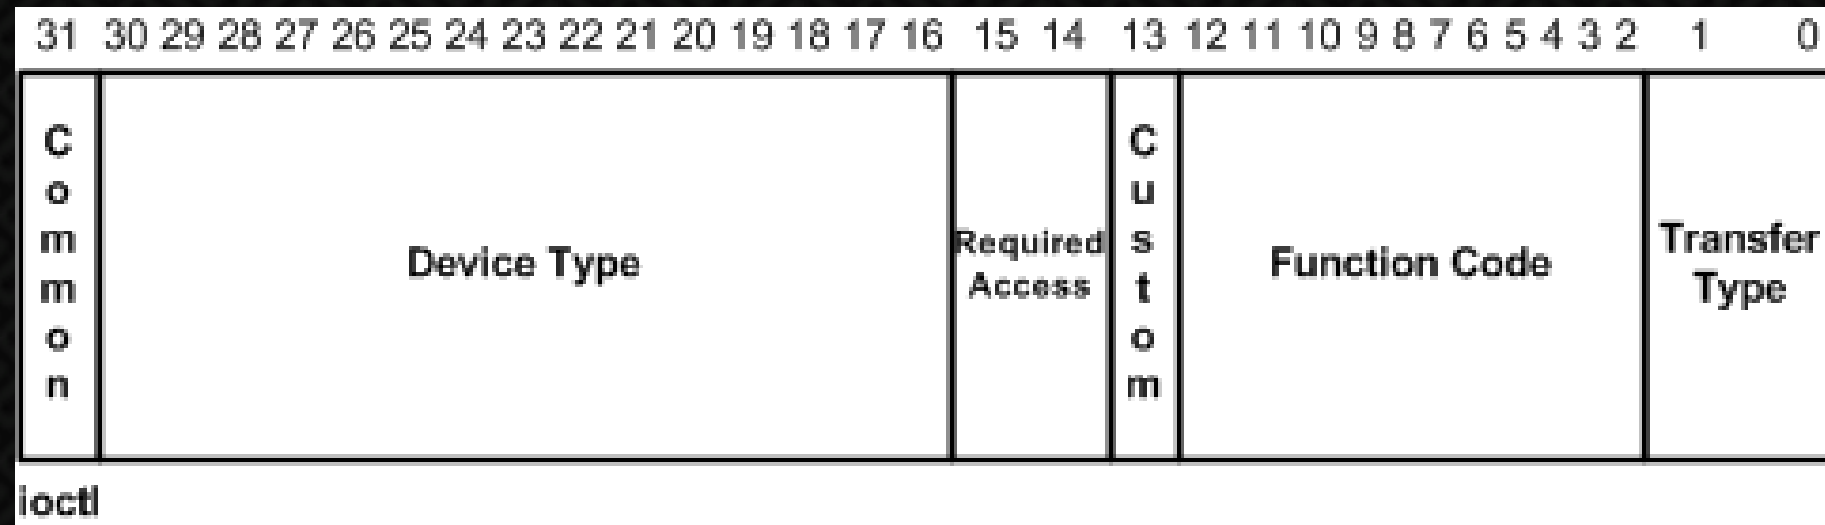 31 30 29 28 27 26 25 24 23 22 21 20 19 18 17 16 15 14 13 12 11 10 9 8 7 6 5 4 3 2 1 0
Common
Device Type
Required
Access
Custom
Function Code
Transfer
Type
ioctl